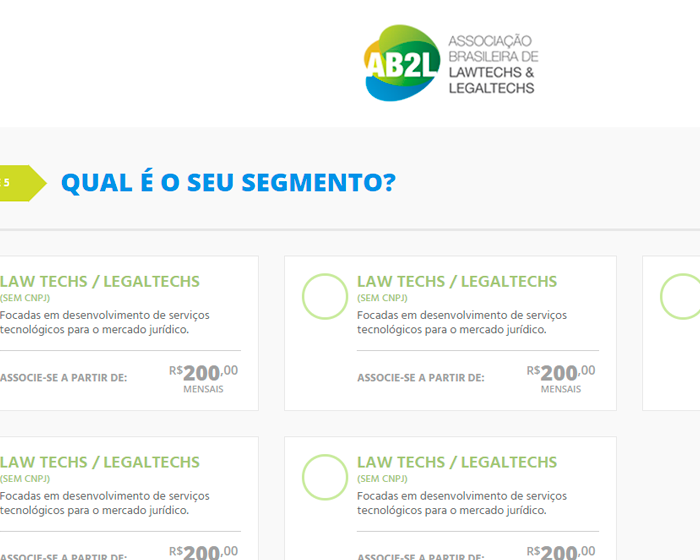 AB2L
ASSOCIAÇÃO
BRASILEIRA DE
LAWTECHS &
LEGALTECHS
5
QUAL É O SEU SEGMENTO?
LAW TECHS / LEGALTECHS
(SEM CNPJ)
Focadas em desenvolvimento de serviços
tecnológicos para o mercado jurídico.
ASSOCIE-SE A PARTIR DE:
R$200,00
MENSAIS
LAW TECHS / LEGALTECHS
(SEM CNPJ)
Focadas em desenvolvimento de serviços
tecnológicos para o mercado jurídico.
ASSOCIE-SE A PARTIR DE:
R$200,00
MENSAIS
LAW TECHS / LEGALTECHS
(SEM CNPJ)
Focadas em desenvolvimento de serviços
tecnológicos para o mercado jurídico.
ASSOCIE-SE A PARTIR DE:
R$200,00
LAW TECHS / LEGALTECHS
(SEM CNPJ)
Focadas em desenvolvimento de serviços
tecnológicos para o mercado jurídico.
ASSOCIE-SE A PARTIR DE:
R$200,00